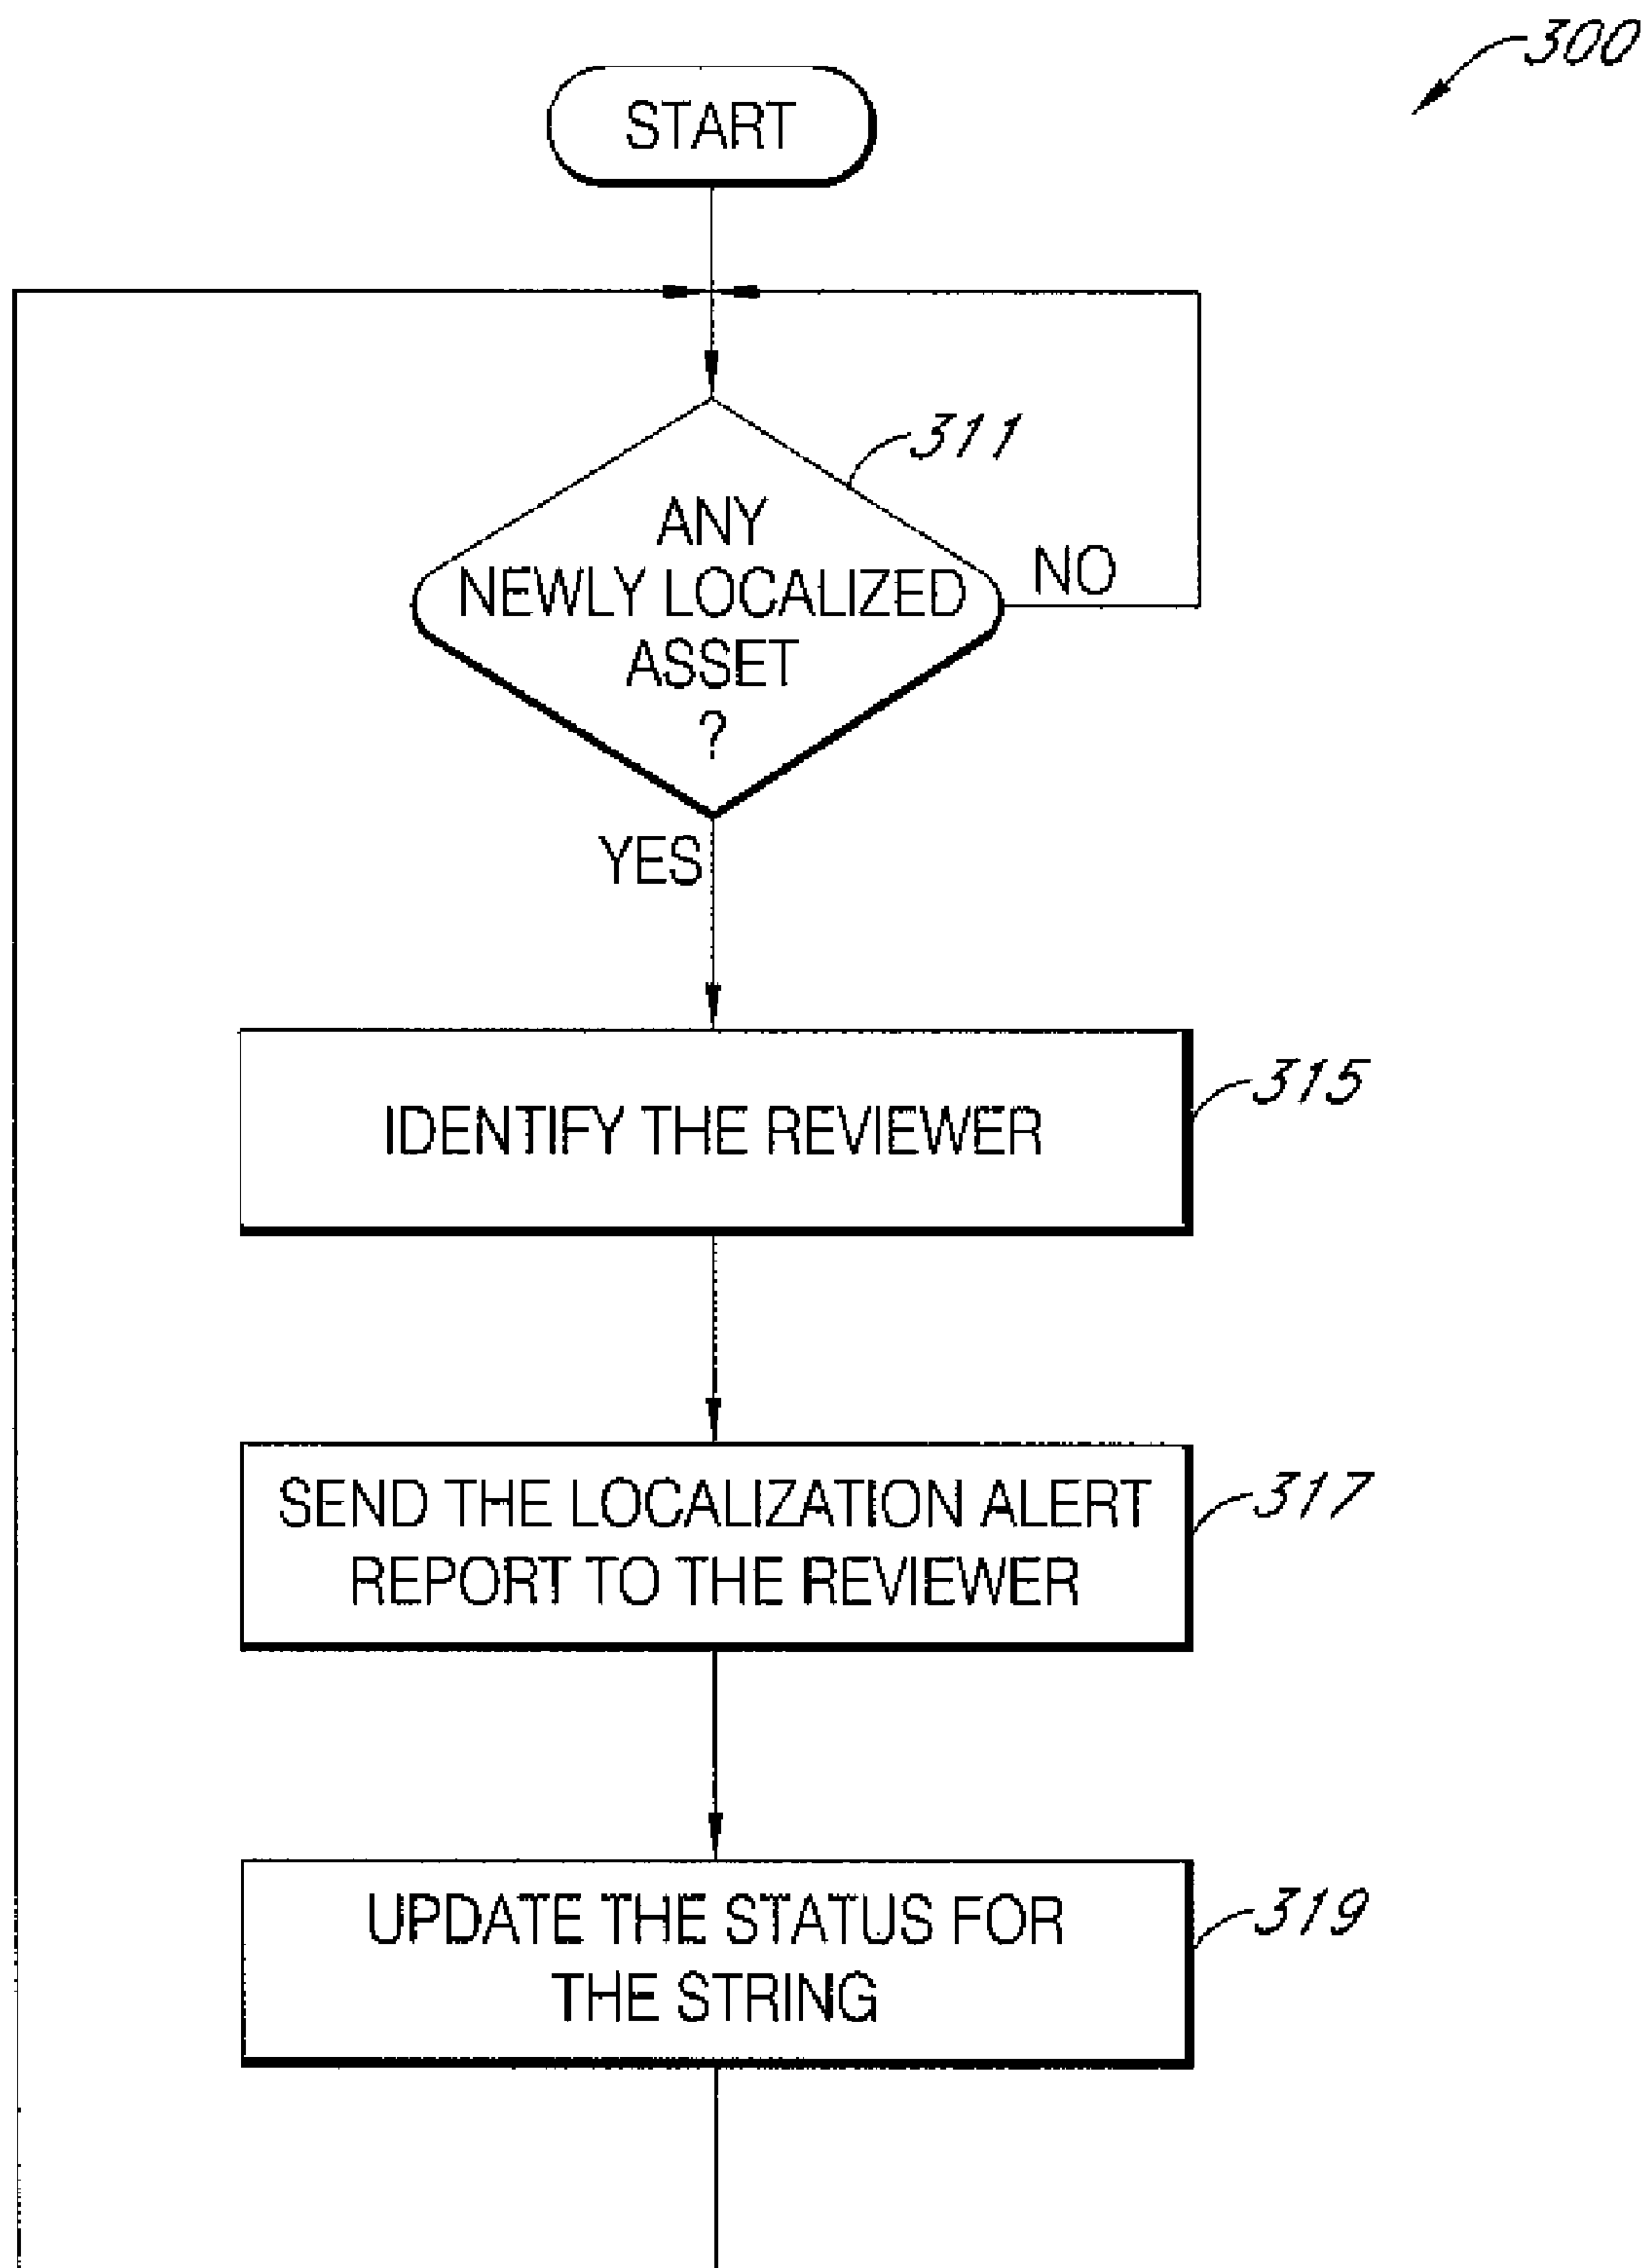 300
START
311
ANY
NEWLY LOCALIZED
ASSET
?
NO
YES
315
IDENTIFY THE REVIEWER
317
SEND THE LOCALIZATION ALERT
REPORT TO THE REVIEWER
319
UPDATE THE STATUS FOR
THE STRING